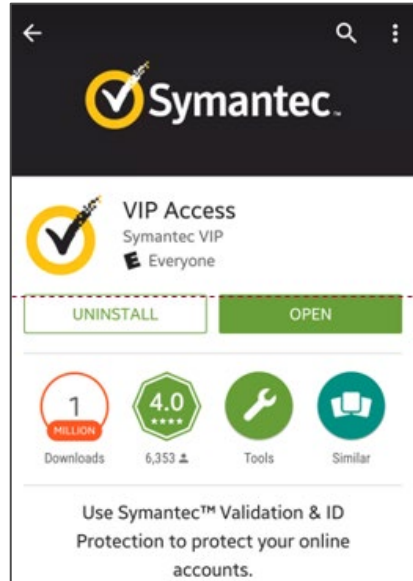 Symantec™
VIP Access
Symantec VIP
E Everyone
UNINSTALL
OPEN
1
MILLION
Downloads
4.0
6,353
Tools
Similar
Use Symantec™ Validation & ID
Protection to protect your online
accounts.